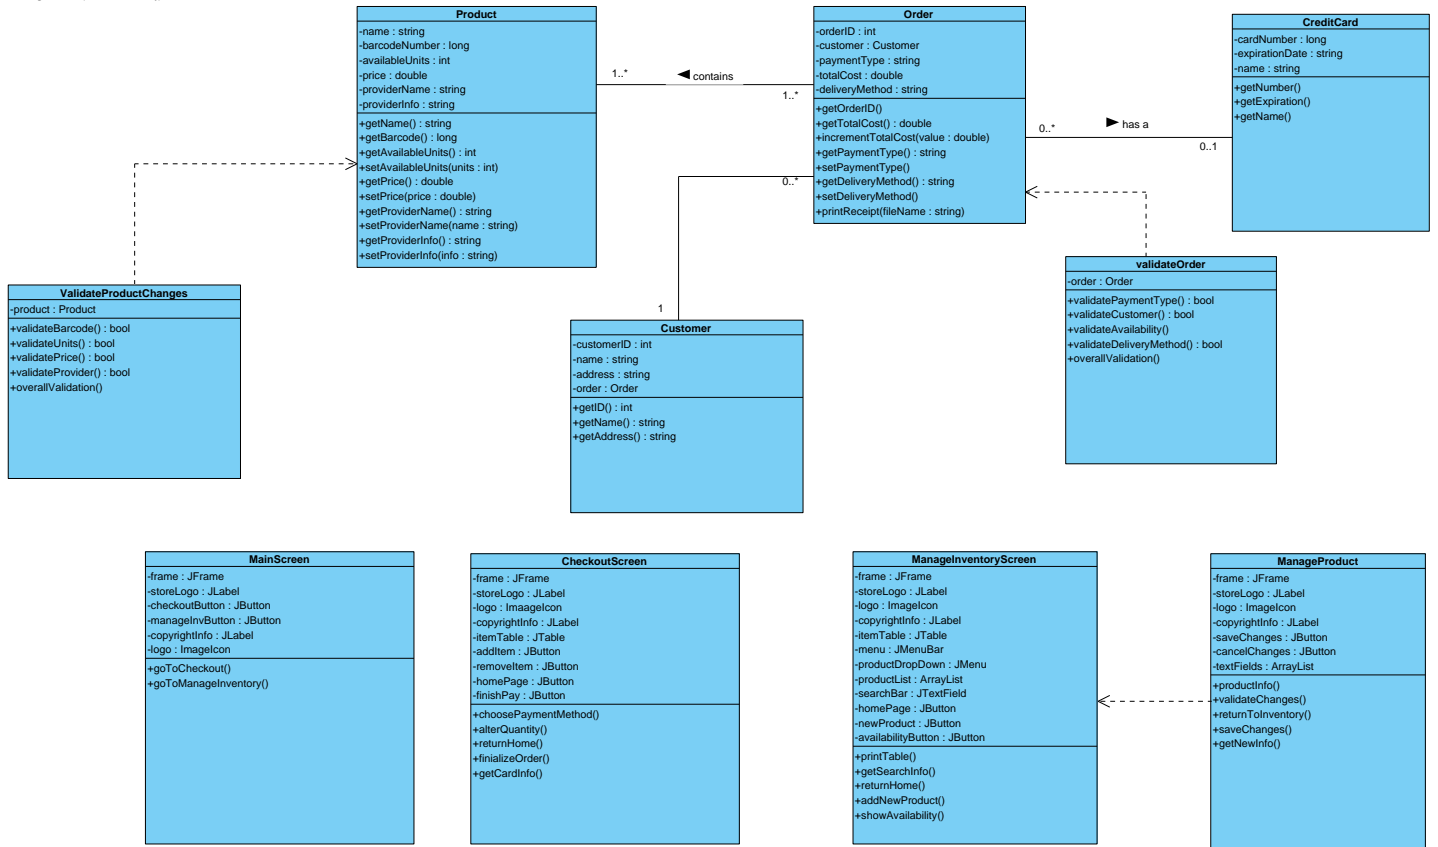 Product
-name : string
-barcodeNumber : long
-availableUnits : int
-price : double
-providerName : string
-providerInfo : string
+getName() : string
+getBarcode() : long
+getAvailableUnits() : int
+setAvailableUnits(units : int)
+getPrice() : double
+setPrice(price : double)
+getProviderName() : string
+setProviderName(name : string)
+getProviderInfo() : string
+setProviderInfo(info : string)
1..*
contains
1..*
Order
-orderID : int
-customer : Customer
-paymentType : string
-totalCost : double
-deliveryMethod : string
+getOrderID()
+getTotalCost() : double
+incrementTotalCost(value : double)
+getPaymentType() : string
+setPaymentType()
+getDeliveryMethod() : string
+setDeliveryMethod()
+printReceipt(fileName : string)
0..*
has a
0..1
0..*
1
CreditCard
-cardNumber : long
-expirationDate : string
-name : string
+getNumber()
+getExpiration()
+getName()
ValidateProductChanges
-product : Product
+validateBarcode() : bool
+validateUnits() : bool
+validatePrice() : bool
+validateProvider() : bool
+overallValidation()
Customer
-customerID : int
-name : string
-address : string
-order : Order
+getID() : int
+getName() : string
+getAddress() : string
validateOrder
-order : Order
+validatePaymentType() : bool
+validateCustomer() : bool
+validateAvailability()
+validateDeliveryMethod() : bool
+overallValidation()
MainScreen
-frame : JFrame
-storeLogo : JLabel
-checkoutButton : JButton
-manageInvButton : JButton
-copyrightInfo : JLabel
-logo : ImageIcon
+goToCheckout()
+goToManageInventory()
CheckoutScreen
-frame : JFrame
-storeLogo : JLabel
-logo : ImaageIcon
-copyrightInfo : JLabel
-itemTable : JTable
-addItem : JButton
-removeItem : JButton
-homePage : JButton
-finishPay : JButton
+choosePaymentMethod()
+alterQuantity()
+returnHome()
+finializeOrder()
+getCardInfo()
ManageInventoryScreen
-frame : JFrame
-storeLogo : JLabel
-logo : ImageIcon
-copyrightInfo : JLabel
-itemTable : JTable
-menu : JMenuBar
-productDropDown : JMenu
-productList : ArrayList
-searchBar : JTextField
-homePage : JButton
-newProduct : JButton
-availabilityButton : JButton
+printTable()
+getSearchInfo()
+returnHome()
+addNewProduct()
+showAvailability()
ManageProduct
-frame : JFrame
-storeLogo : JLabel
-logo : ImageIcon
-copyrightInfo : JLabel
-saveChanges : JButton
-cancelChanges : JButton
-textFields : ArrayList
+productInfo()
+validateChanges()
+returnToInventory()
+saveChanges()
+getNewInfo()